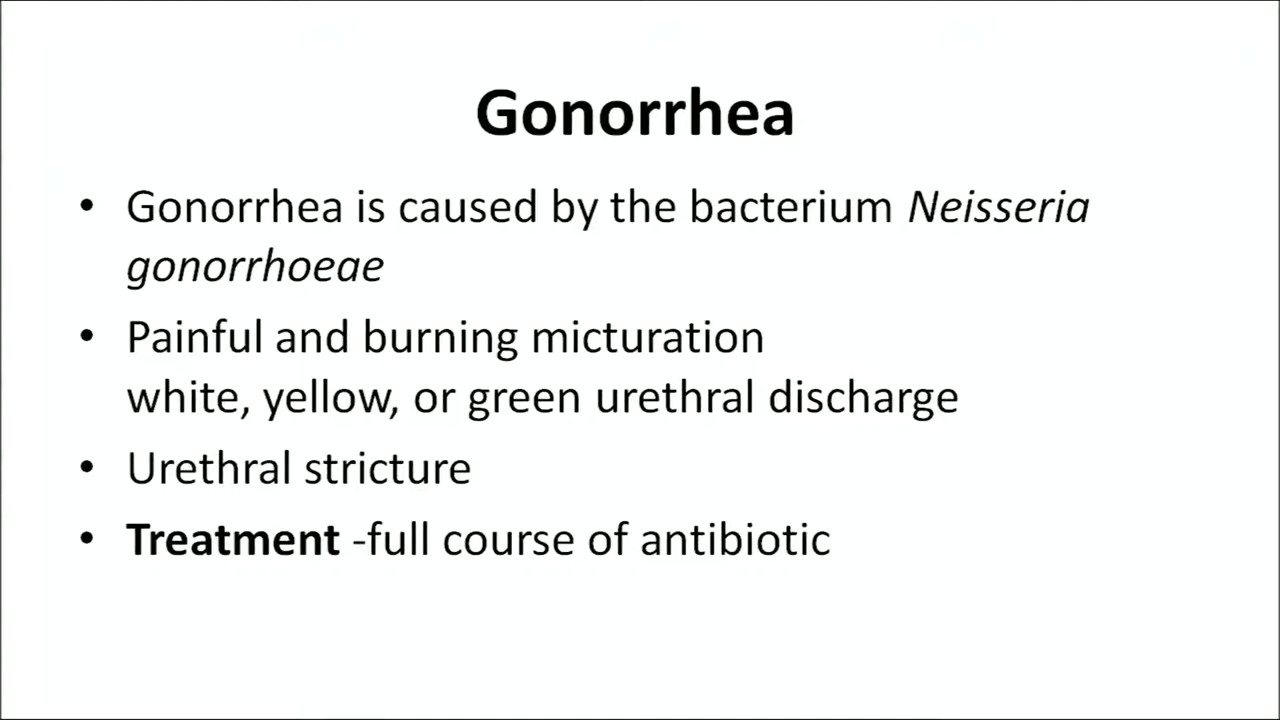 Gonorrhea
• Gonorrhea is caused by the bacterium Neisseria
gonorrhoeae
• Painful and burning micturation
white, yellow, or green urethral discharge
• Urethral stricture
• Treatment -full course of antibiotic